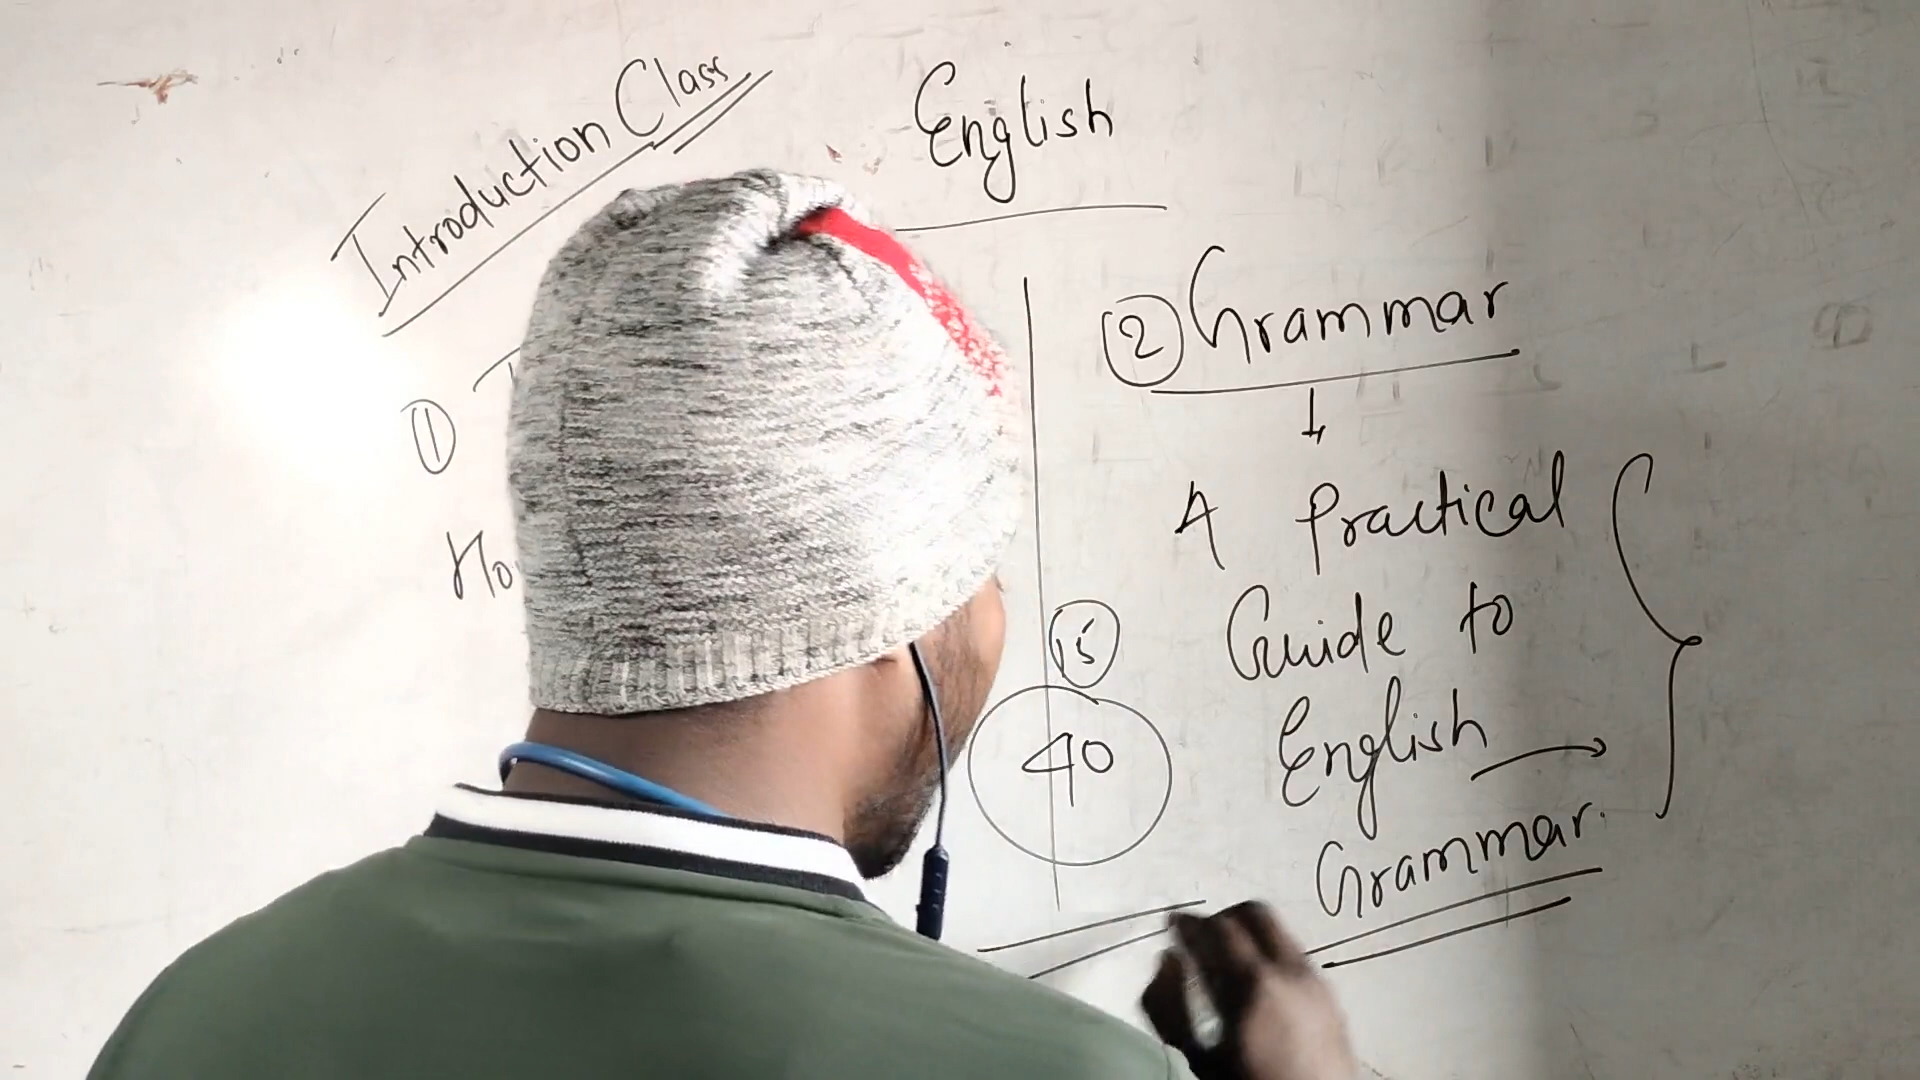 Introduction Class
English
①
② Grammar
A Practical
Guide to
English
Grammar.
15
40